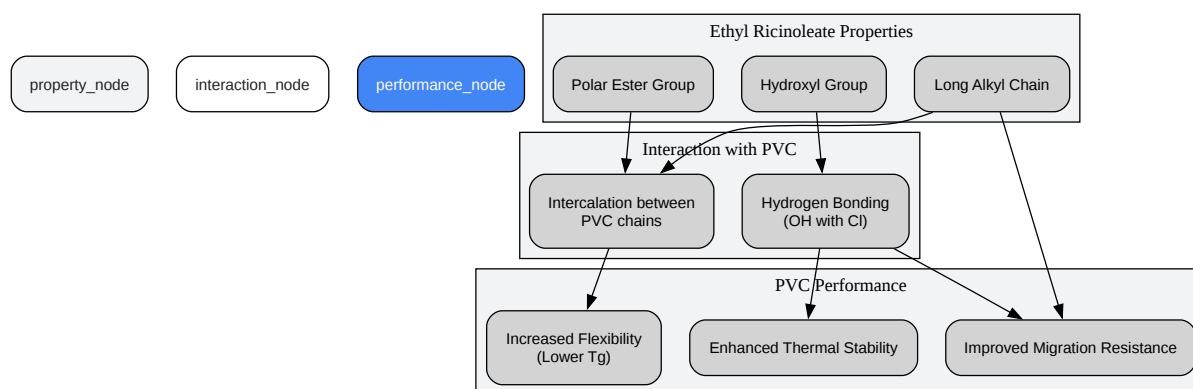 Ethyl Ricinoleate Properties
property_node
interaction_node
performance_node
Polar Ester Group
Hydroxyl Group
Long Alkyl Chain
Interaction with PVC
Intercalation between
PVC chains
Hydrogen Bonding
(OH with Cl)
PVC Performance
Increased Flexibility
(Lower Tg)
Enhanced Thermal Stability
Improved Migration Resistance